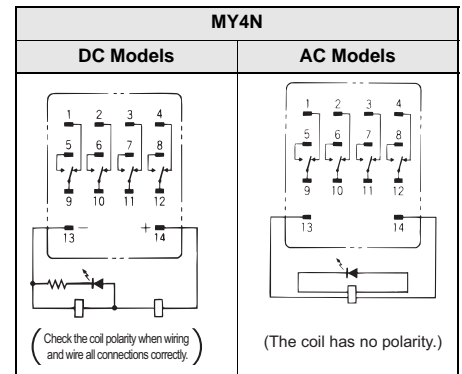 MY4N
DC Models
AC Models
1 2 3 4
5 6 7 8
9 10 11 12
13 − + 14
Check the coil polarity when wiring
and wire all connections correctly.
1 2 3 4
5 6 7 8
9 10 11 12
13 14
(The coil has no polarity.)